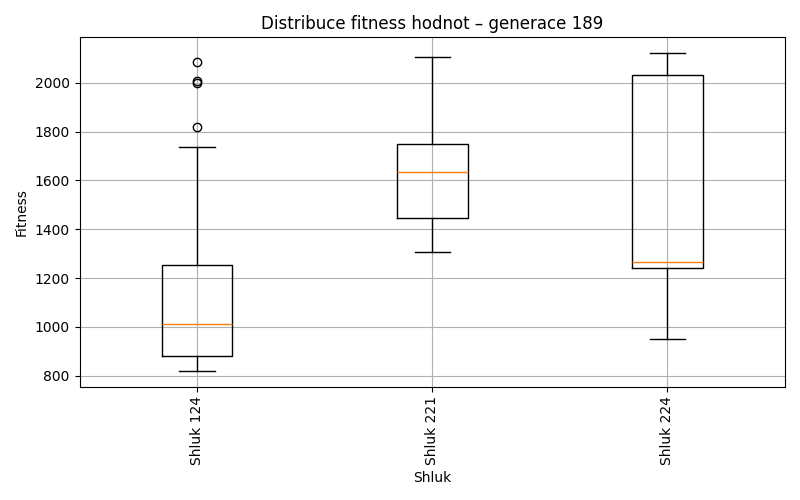 Distribuce fitness hodnot – generace 189
Fitness
2000
1800
1600
1400
1200
1000
800
Shluk 124
Shluk 221
Shluk 224
Shluk